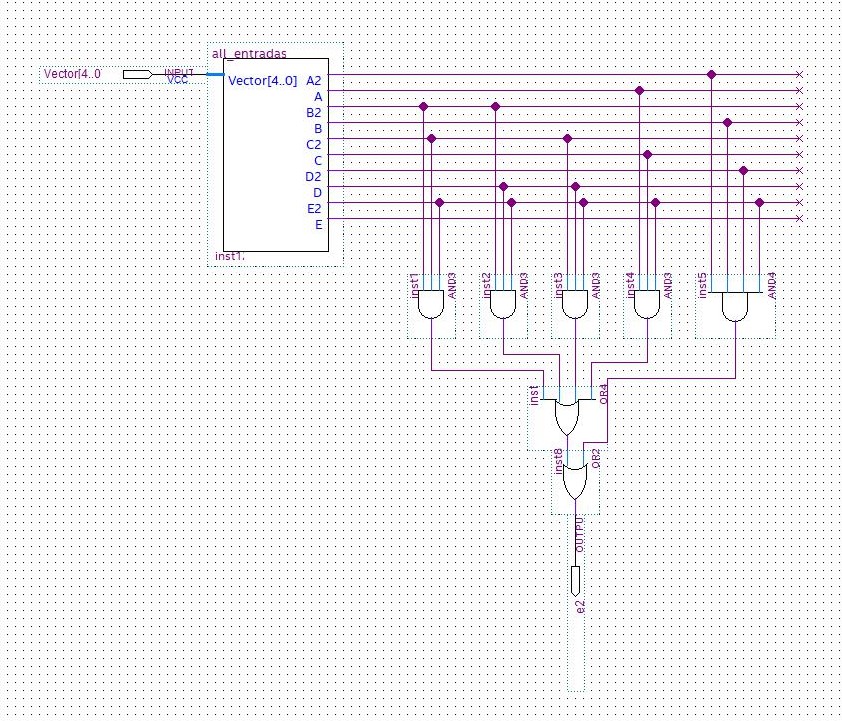 all_entradas
Vector[4..0
INPUT
VCC
Vector[4..0]
A2
A
B2
B
C2
C
D2
D
E2
E
inst1.
inst1
AND3
inst2
AND3
inst3
AND3
inst4
AND3
inst5
AND4
inst
OR4
inst8
OR2
OUTPU
e2